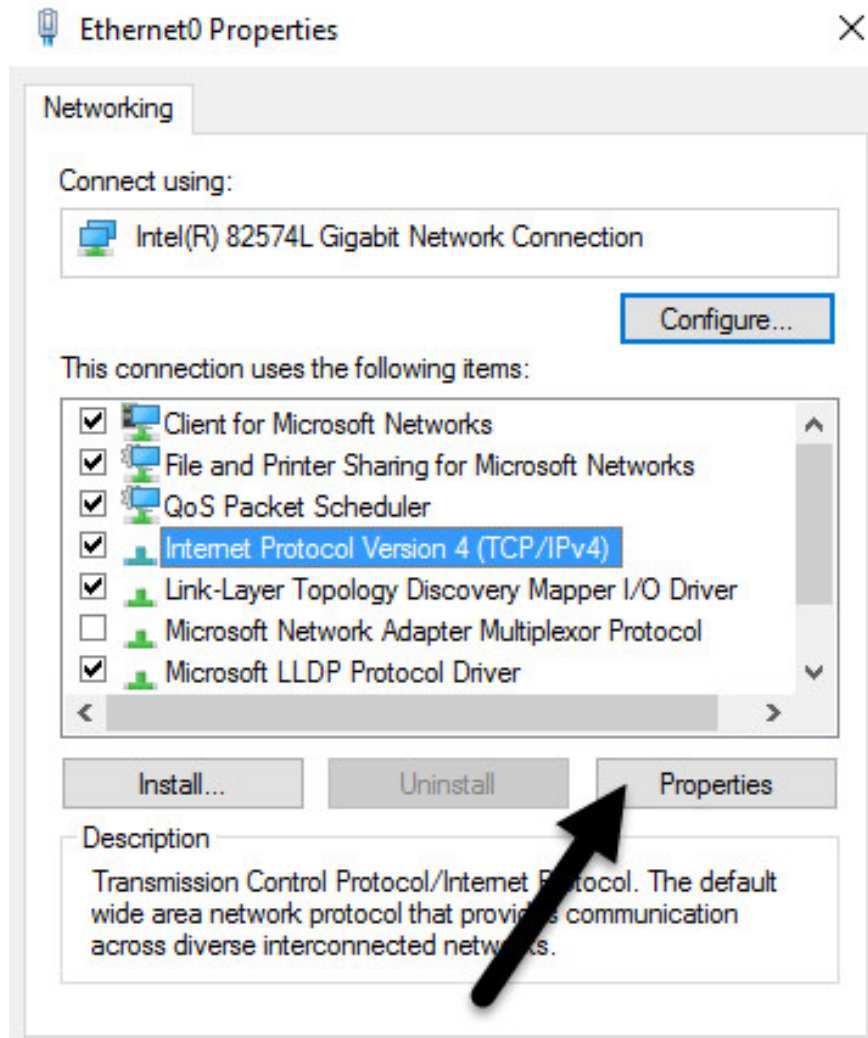 Ethernet0 Properties
Networking
Connect using:
Intel(R) 82574L Gigabit Network Connection
Configure...
This connection uses the following items:
Client for Microsoft Networks
File and Printer Sharing for Microsoft Networks
QoS Packet Scheduler
Internet Protocol Version 4 (TCP/IPv4)
Link-Layer Topology Discovery Mapper I/O Driver
Microsoft Network Adapter Multiplexor Protocol
Microsoft LLDP Protocol Driver
Install... Uninstall Properties
Description
Transmission Control Protocol/Internet Protocol. The default
wide area network protocol that provides communication
across diverse interconnected networks.